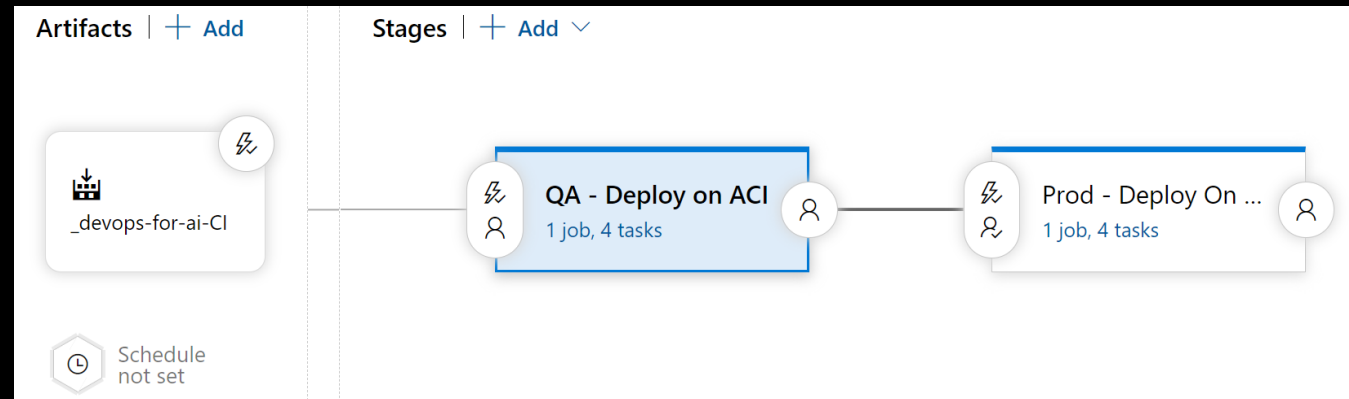 Artifacts | + Add
Stages | + Add
_devops-for-ai-CI
QA - Deploy on ACI
1 job, 4 tasks
Prod - Deploy On ...
1 job, 4 tasks
Schedule
not set